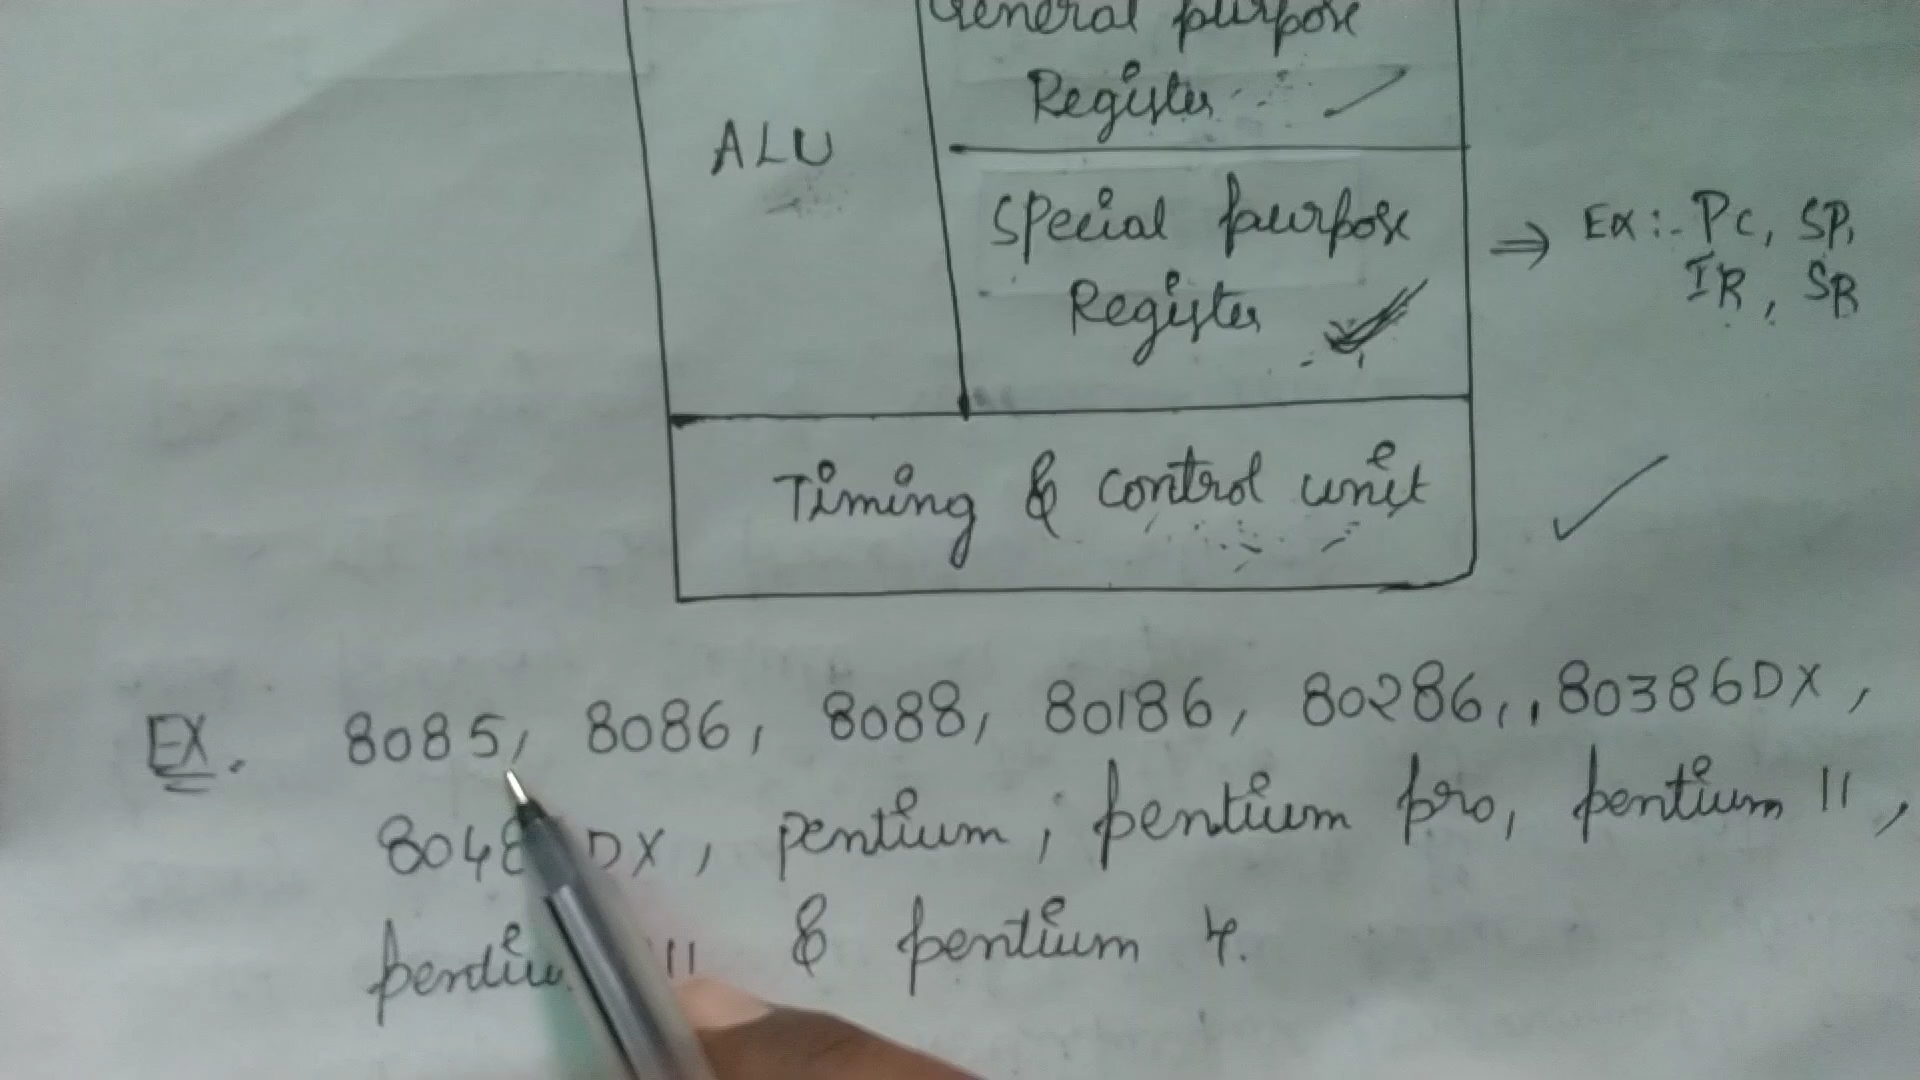 General purpose
Register
ALU
Special purpose
Register
⇒ Ex:- PC, SP,
IR, SR
Timing & control unit
EX. 8085, 8086, 8088, 80186, 80286,, 80386DX,
DX, pentium, pentium pro, pentium II,
& pentium 4.